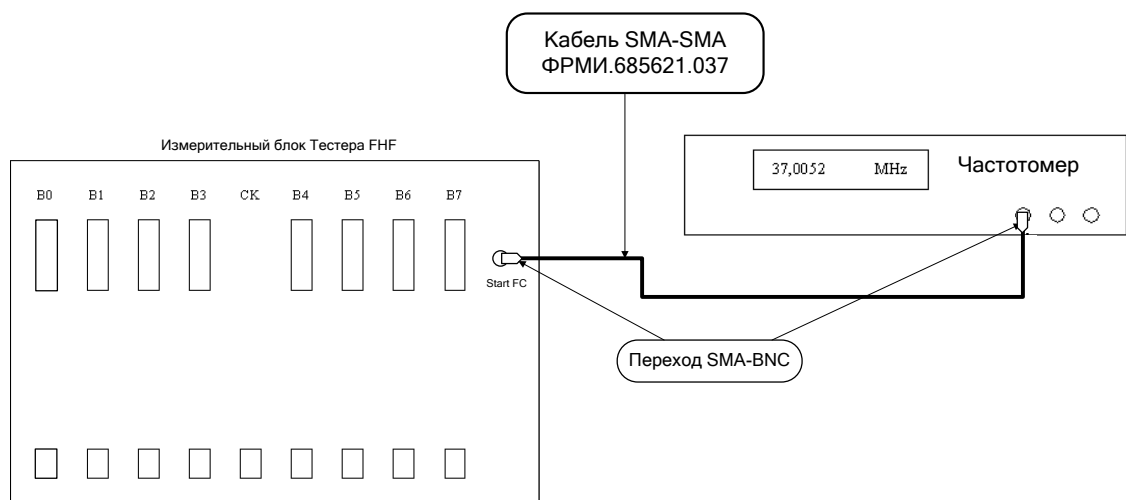 Кабель SMA-SMA
ФРМИ.685621.037
Измерительный блок Тестера FHF
37,0052 MHz
Частотомер
B0 B1 B2 B3 CK B4 B5 B6 B7
Start FC
Переход SMA-BNC